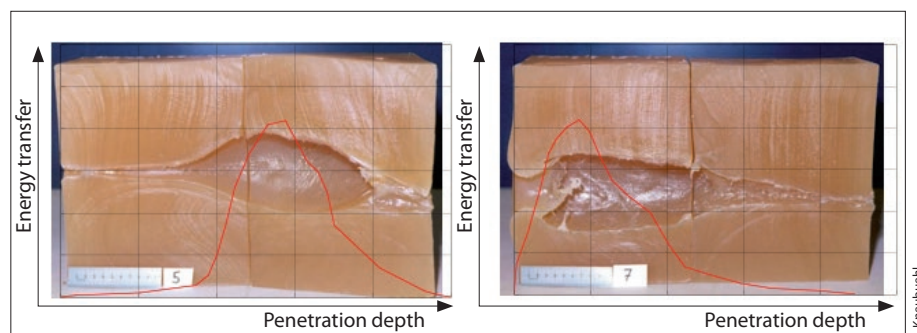 Energy transfer
5
Penetration depth
Energy transfer
7
Penetration depth